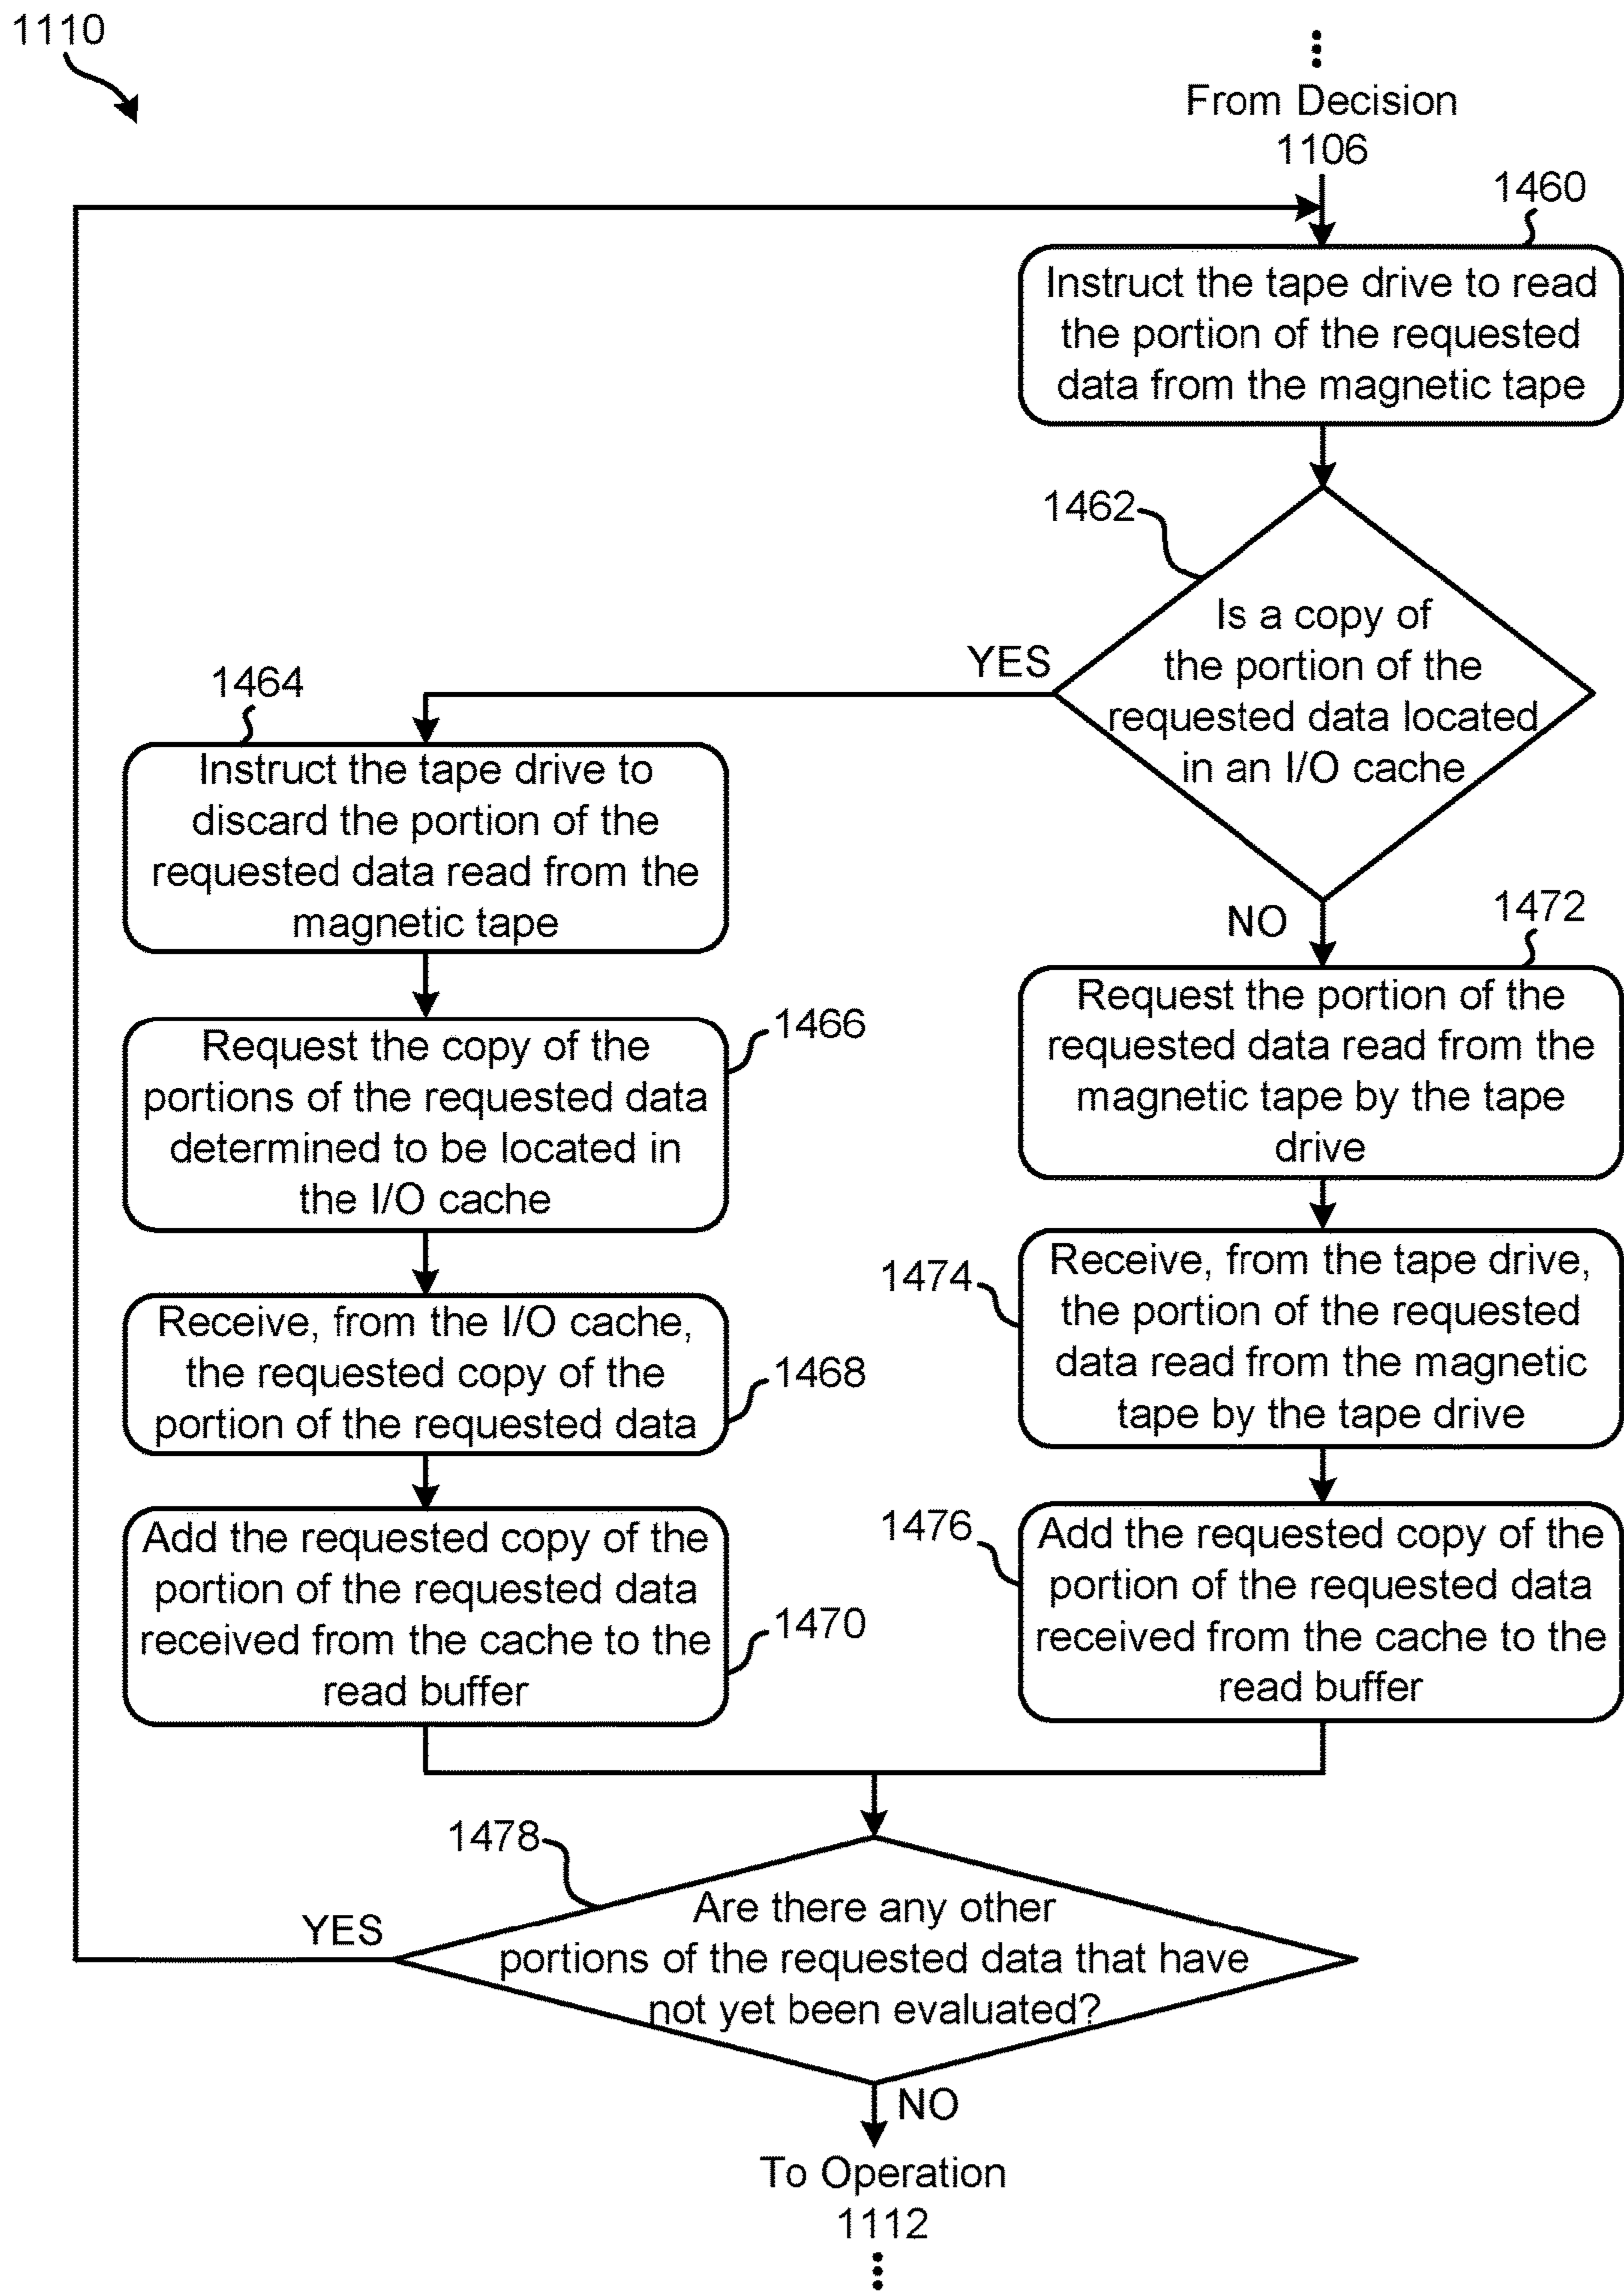 1110
From Decision
1106
1460
Instruct the tape drive to read
the portion of the requested
data from the magnetic tape
1462
Is a copy of
the portion of the
requested data located
in an I/O cache
YES
NO
1464
Instruct the tape drive to
discard the portion of the
requested data read from the
magnetic tape
1466
Request the copy of the
portions of the requested data
determined to be located in
the I/O cache
1468
Receive, from the I/O cache,
the requested copy of the
portion of the requested data
1470
Add the requested copy of the
portion of the requested data
received from the cache to the
read buffer
1472
Request the portion of the
requested data read from the
magnetic tape by the tape
drive
1474
Receive, from the tape drive,
the portion of the requested
data read from the magnetic
tape by the tape drive
1476
Add the requested copy of the
portion of the requested data
received from the cache to the
read buffer
1478
Are there any other
portions of the requested data that have
not yet been evaluated?
YES
NO
To Operation
1112